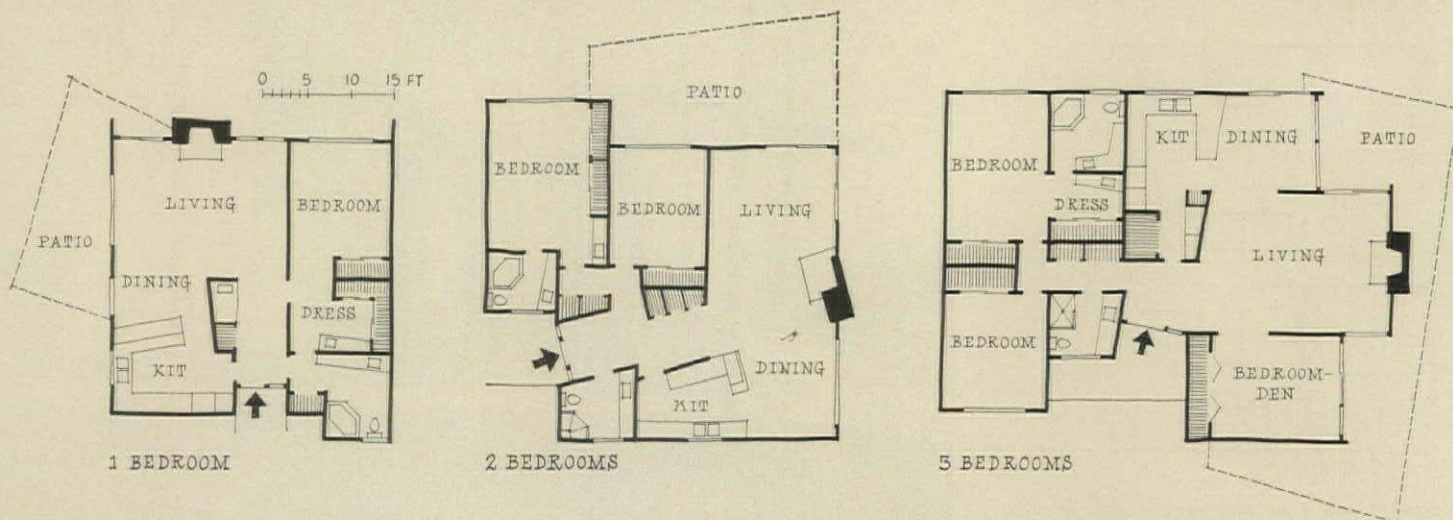 0 5 10 15 FT
PATIO
LIVING
BEDROOM
DINING
DRESS
KIT
1 BEDROOM
PATIO
BEDROOM
BEDROOM
LIVING
DINING
KIT
2 BEDROOMS
KIT
DINING
PATIO
BEDROOM
DRESS
LIVING
BEDROOM
BEDROOM-
DEN
3 BEDROOMS